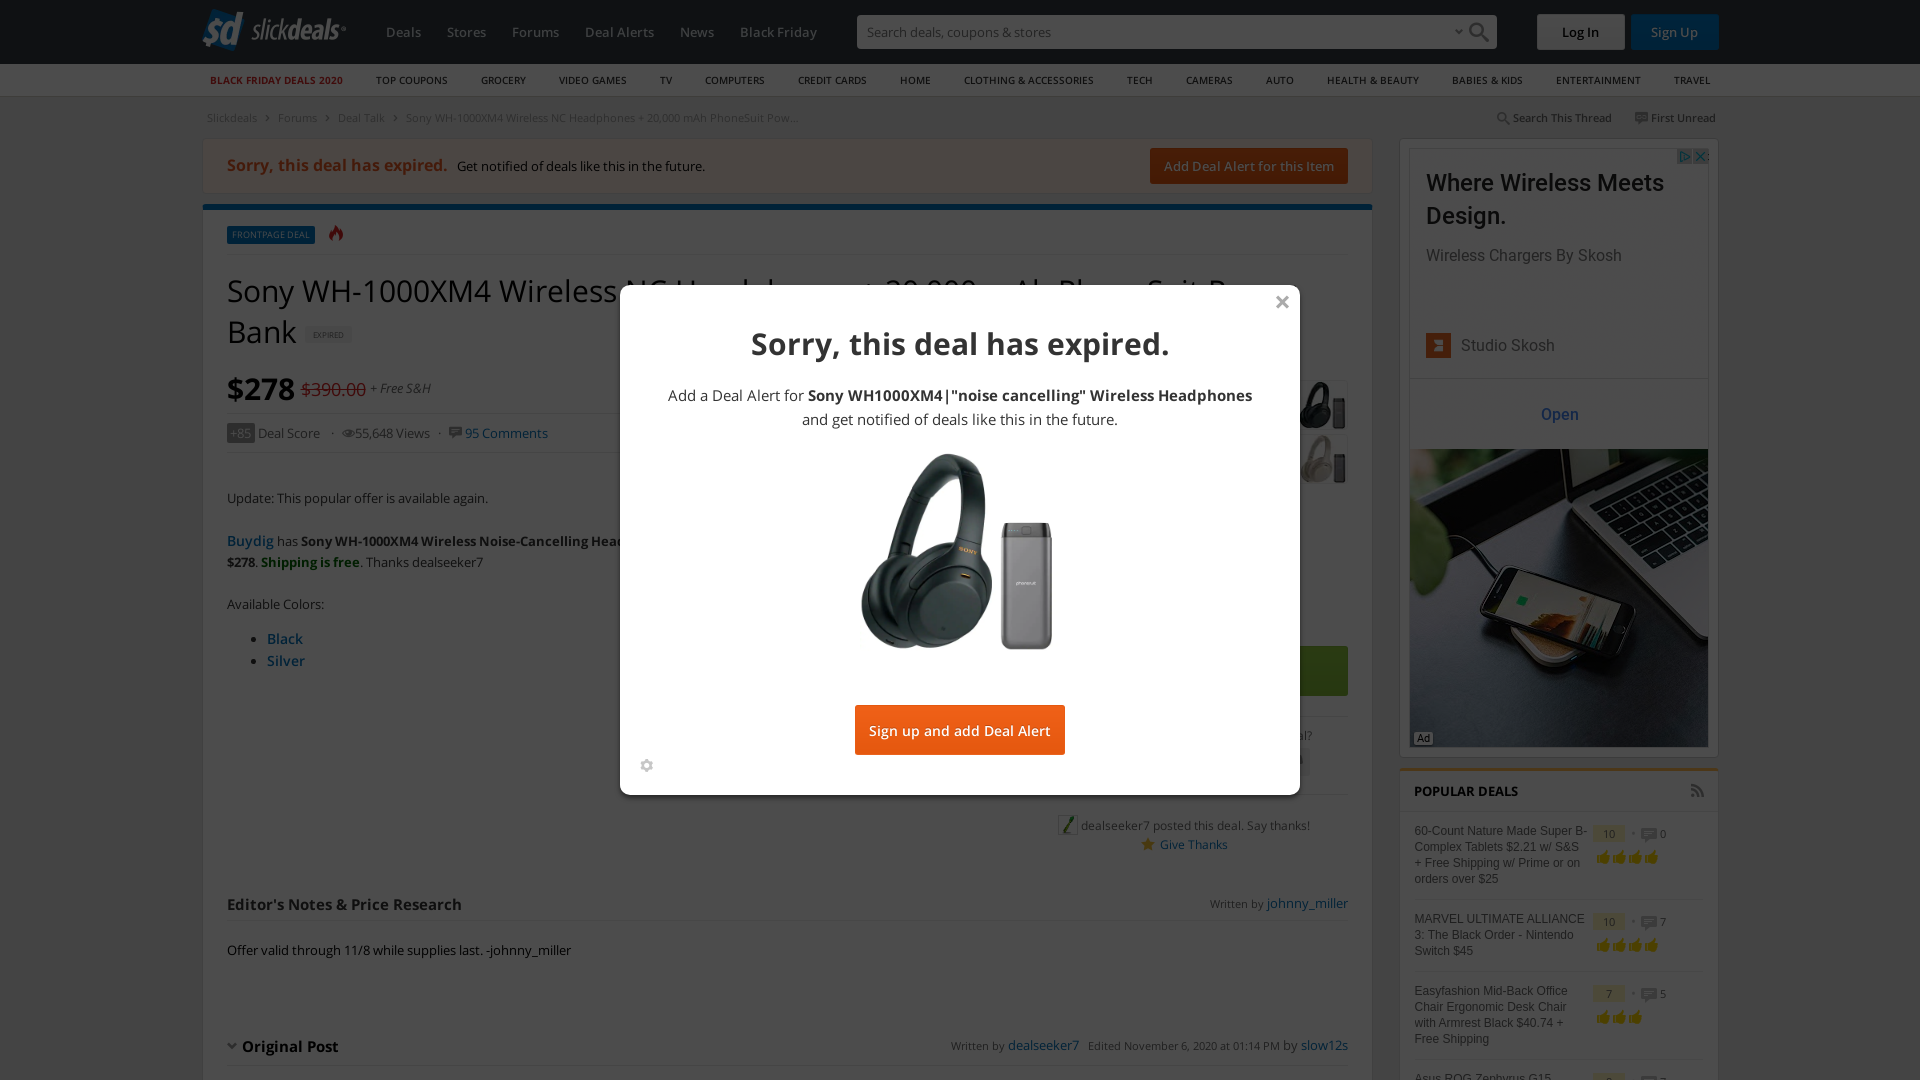 sd slickdeals
Deals
Stores
Forums
Deal Alerts
News
Black Friday
Search deals, coupons & stores
Log In
Sign Up
BLACK FRIDAY DEALS 2020
TOP COUPONS
GROCERY
VIDEO GAMES
TV
COMPUTERS
CREDIT CARDS
HOME
CLOTHING & ACCESSORIES
TECH
CAMERAS
AUTO
HEALTH & BEAUTY
BABIES & KIDS
ENTERTAINMENT
TRAVEL
Slickdeals > Forums > Deal Talk > Sony WH-1000XM4 Wireless NC Headphones + 20,000 mAh PhoneSuit Pow...
Search This Thread
First Unread
Sorry, this deal has expired. Get notified of deals like this in the future.
Add Deal Alert for this Item
FRONTPAGE DEAL
Sony WH-1000XM4 Wireless
Bank EXPIRED
$278 $390.00 + Free S&H
+85 Deal Score · 55,648 Views · 95 Comments
Update: This popular offer is available again.
Buydig has Sony WH-1000XM4 Wireless Noise-Cancelling
$278. Shipping is free. Thanks dealseeker7
Available Colors:
Black
Silver
Sorry, this deal has expired.
Add a Deal Alert for Sony WH1000XM4|"noise cancelling" Wireless Headphones
and get notified of deals like this in the future.
SONY
Sign up and add Deal Alert
dealseeker7 posted this deal. Say thanks!
Give Thanks
Editor's Notes & Price Research
Written by johnny_miller
Offer valid through 11/8 while supplies last. -johnny_miller
Original Post
Written by dealseeker7 Edited November 6, 2020 at 01:14 PM by slow12s
Where Wireless Meets
Design.
Wireless Chargers By Skosh
Studio Skosh
Open
Ad
POPULAR DEALS
60-Count Nature Made Super B-
Complex Tablets $2.21 w/ S&S
+ Free Shipping w/ Prime or on
orders over $25
10 · 0
MARVEL ULTIMATE ALLIANCE
3: The Black Order - Nintendo
Switch $45
10 · 7
Easyfashion Mid-Back Office
Chair Ergonomic Desk Chair
with Armrest Black $40.74 +
Free Shipping
7 · 5
Asus ROG Zephyrus G15